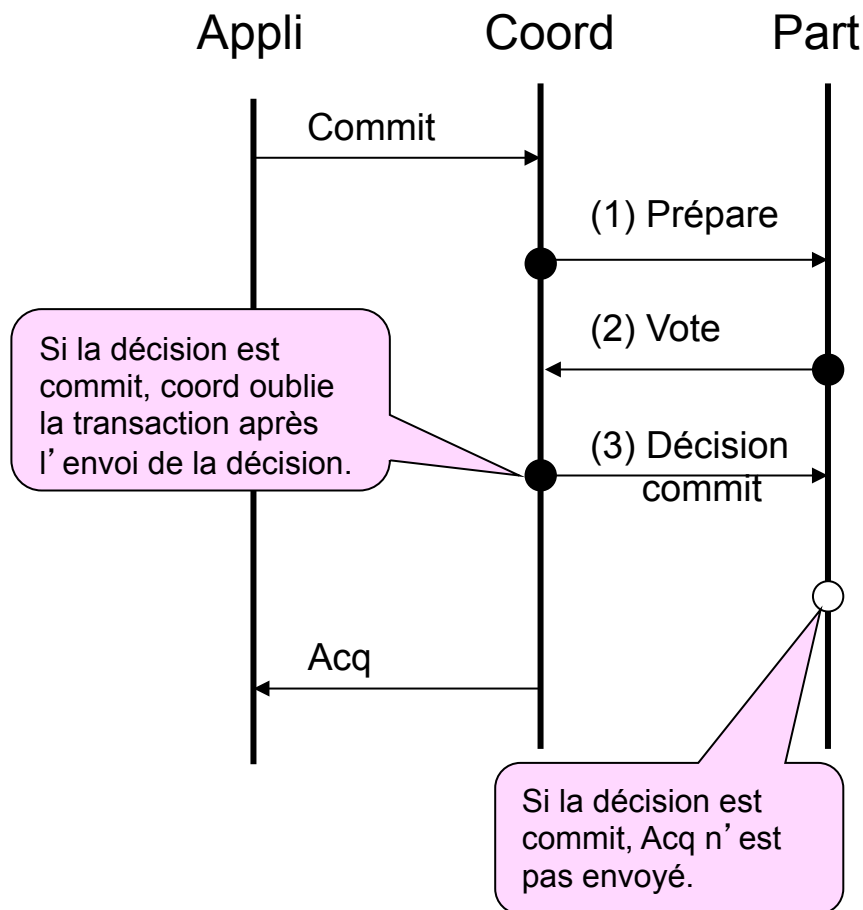 Appli
Coord
Part
Commit
(1) Prépare
(2) Vote
Si la décision est
commit, coord oublie
la transaction après
l’envoi de la décision.
(3) Décision
commit
Acq
Si la décision est
commit, Acq n’est
pas envoyé.